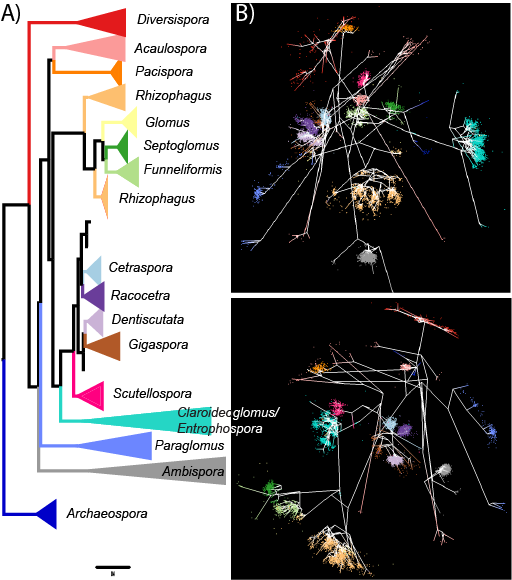 A)
B)
Diversispora
Acaulospora
Pacispora
Rhizophagus
Glomus
Septoglomus
Funneliformis
Rhizophagus
Cetraspora
Racocetra
Dentiscutata
Gigaspora
Scutellospora
Claroideoglomus/
Entrophospora
Paraglomus
Ambispora
Archaeospora